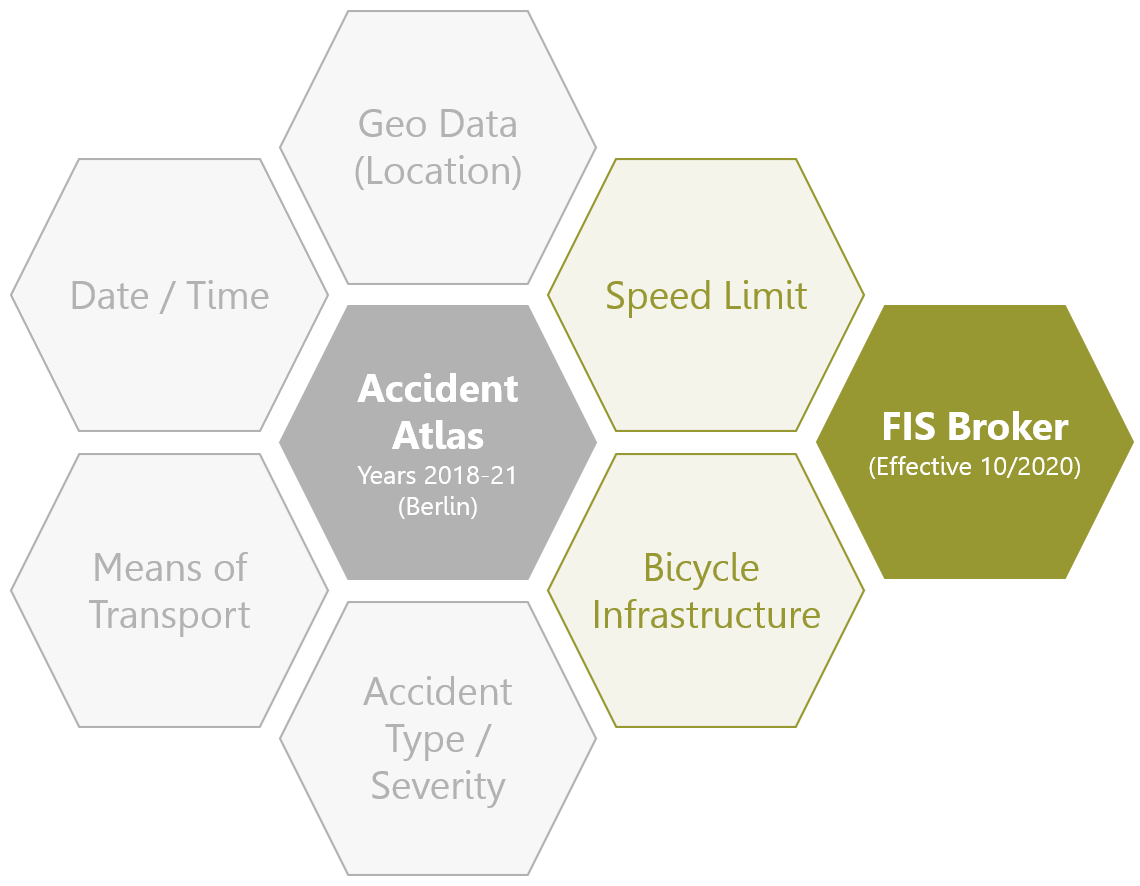 Geo Data
(Location)
Date / Time
Speed Limit
Accident
Atlas
Years 2018-21
(Berlin)
FIS Broker
(Effective 10/2020)
Means of
Transport
Bicycle
Infrastructure
Accident
Type /
Severity